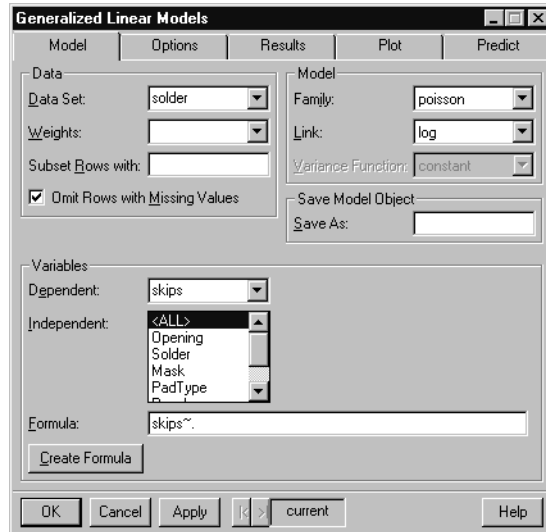 Generalized Linear Models
Model Options Results Plot Predict
Data
Data Set: solder
Weights:
Subset Rows with:
Omit Rows with Missing Values
Model
Family: poisson
Link: log
Variance Function: constant
Save Model Object
Save As:
Variables
Dependent: skips
Independent: <ALL>
Opening
Solder
Mask
PadType
Formula: skips~.
Create Formula
OK Cancel Apply current Help